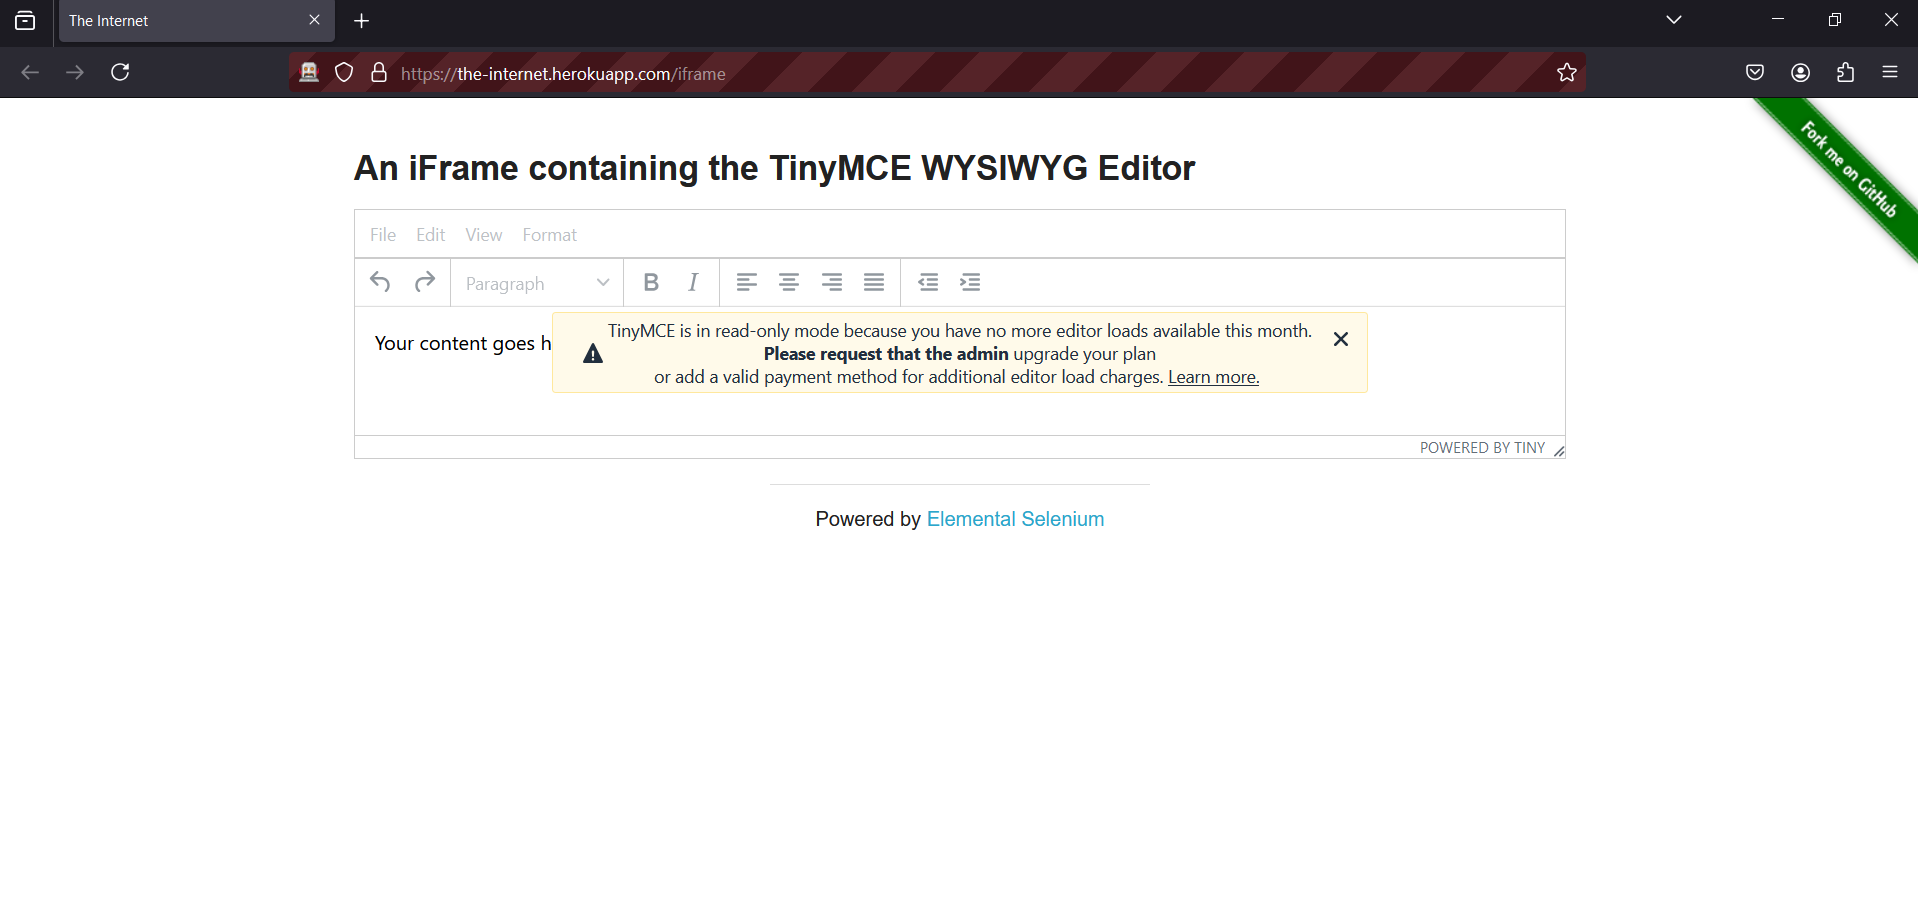 The Internet
https://the-internet.herokuapp.com/iframe
Fork me on GitHub
An iFrame containing the TinyMCE WYSIWYG Editor
File Edit View Format
Paragraph B I
Your content goes h
TinyMCE is in read-only mode because you have no more editor loads available this month.
Please request that the admin upgrade your plan
or add a valid payment method for additional editor load charges. Learn more.
POWERED BY TINY
Powered by Elemental Selenium